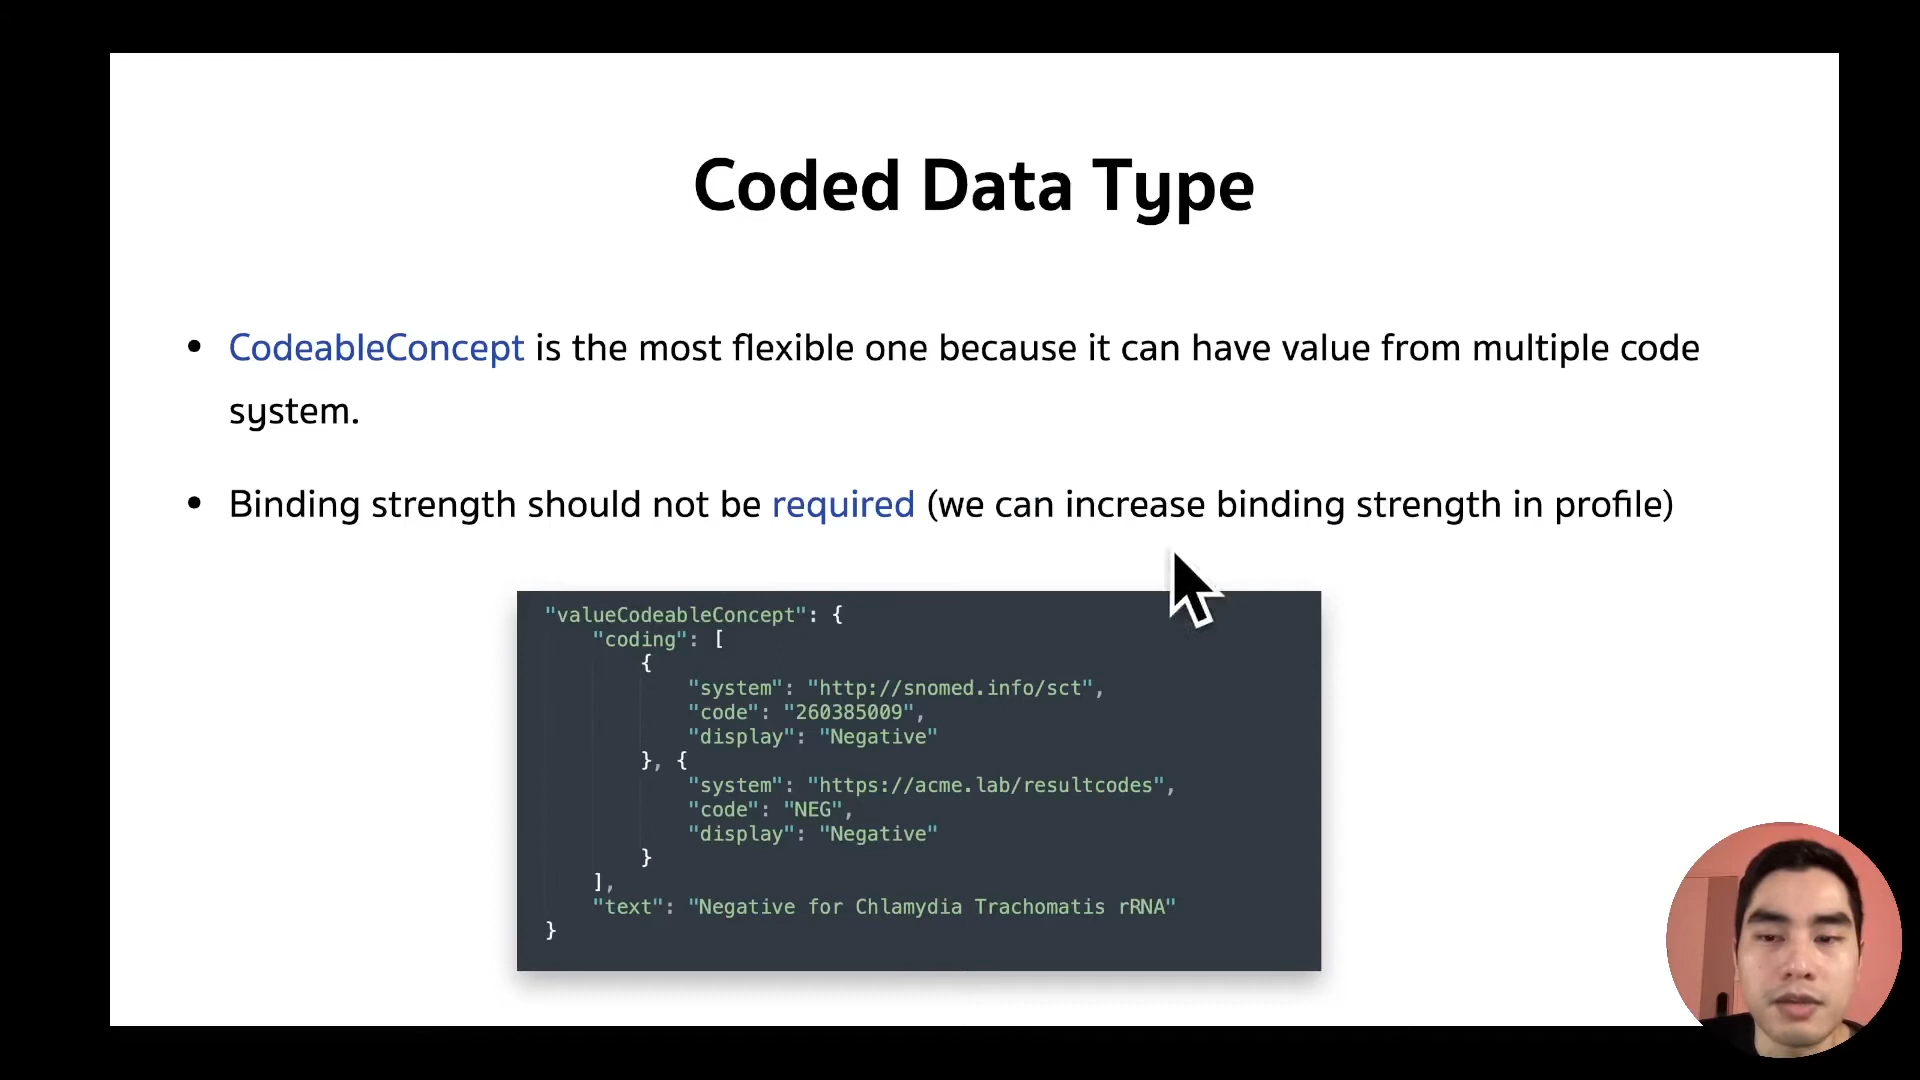 Coded Data Type
• CodeableConcept is the most flexible one because it can have value from multiple code
system.
• Binding strength should not be required (we can increase binding strength in profile)
"valueCodeableConcept": {
    "coding": [
        {
            "system": "http://snomed.info/sct",
            "code": "260385009",
            "display": "Negative"
        }, {
            "system": "https://acme.lab/resultcodes",
            "code": "NEG",
            "display": "Negative"
        }
    ],
    "text": "Negative for Chlamydia Trachomatis rRNA"
}